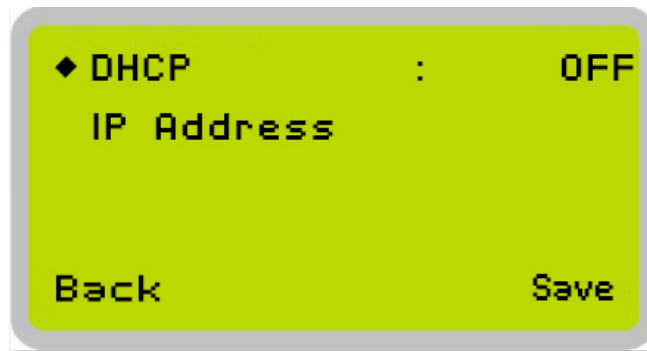 ◆ DHCP : OFF
IP Address
Back Save